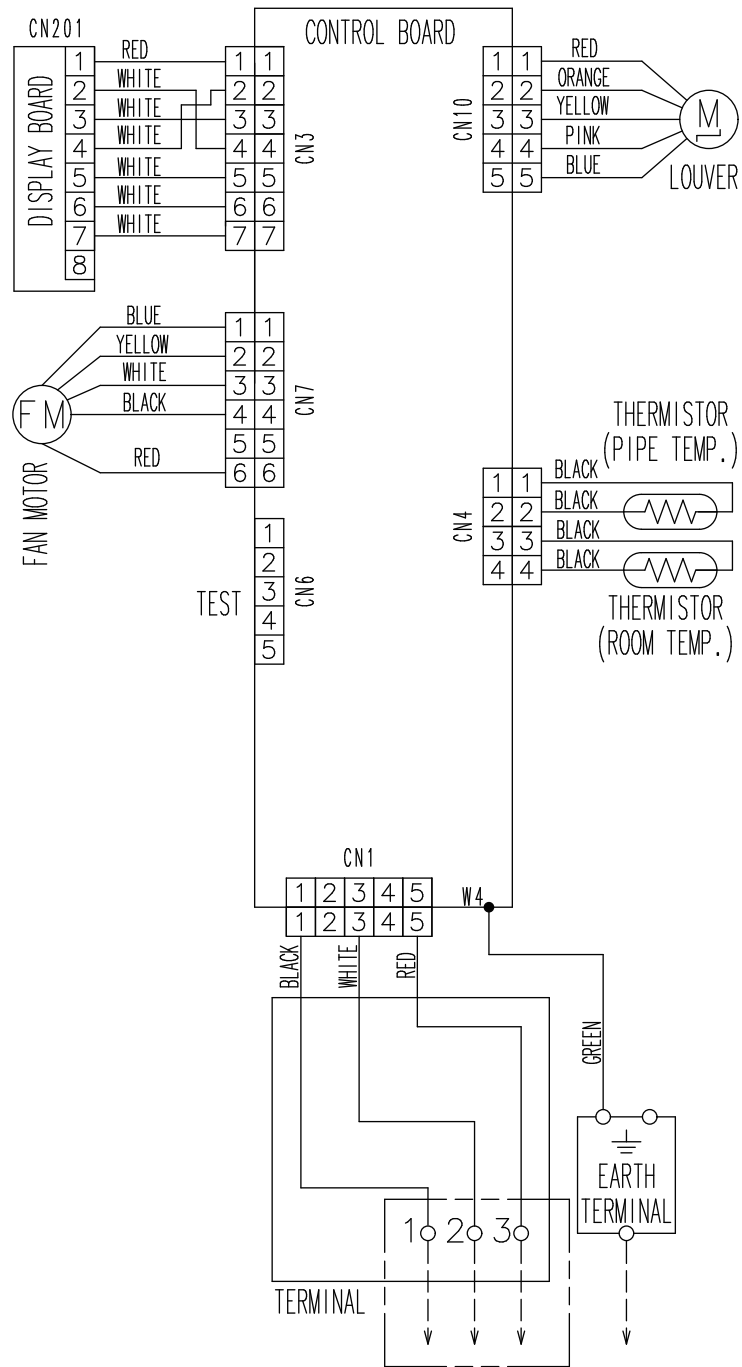 CN201
DISPLAY BOARD
1
2
3
4
5
6
7
8
RED
WHITE
WHITE
WHITE
WHITE
WHITE
WHITE
CONTROL BOARD
1 1
2 2
3 3
4 4
5 5
6 6
7 7
CN3
CN10
1 1
2 2
3 3
4 4
5 5
RED
ORANGE
YELLOW
PINK
BLUE
M
LOUVER
BLUE
YELLOW
WHITE
BLACK
RED
FM
FAN MOTOR
1 1
2 2
3 3
4 4
5 5
6 6
CN7
THERMISTOR
(PIPE TEMP.)
CN4
1 1
2 2
3 3
4 4
BLACK
BLACK
BLACK
BLACK
THERMISTOR
(ROOM TEMP.)
TEST
1
2
3
4
5
CN6
CN1
1 2 3 4 5
1 2 3 4 5
W4
BLACK
WHITE
RED
GREEN
EARTH
TERMINAL
1 2 3
TERMINAL